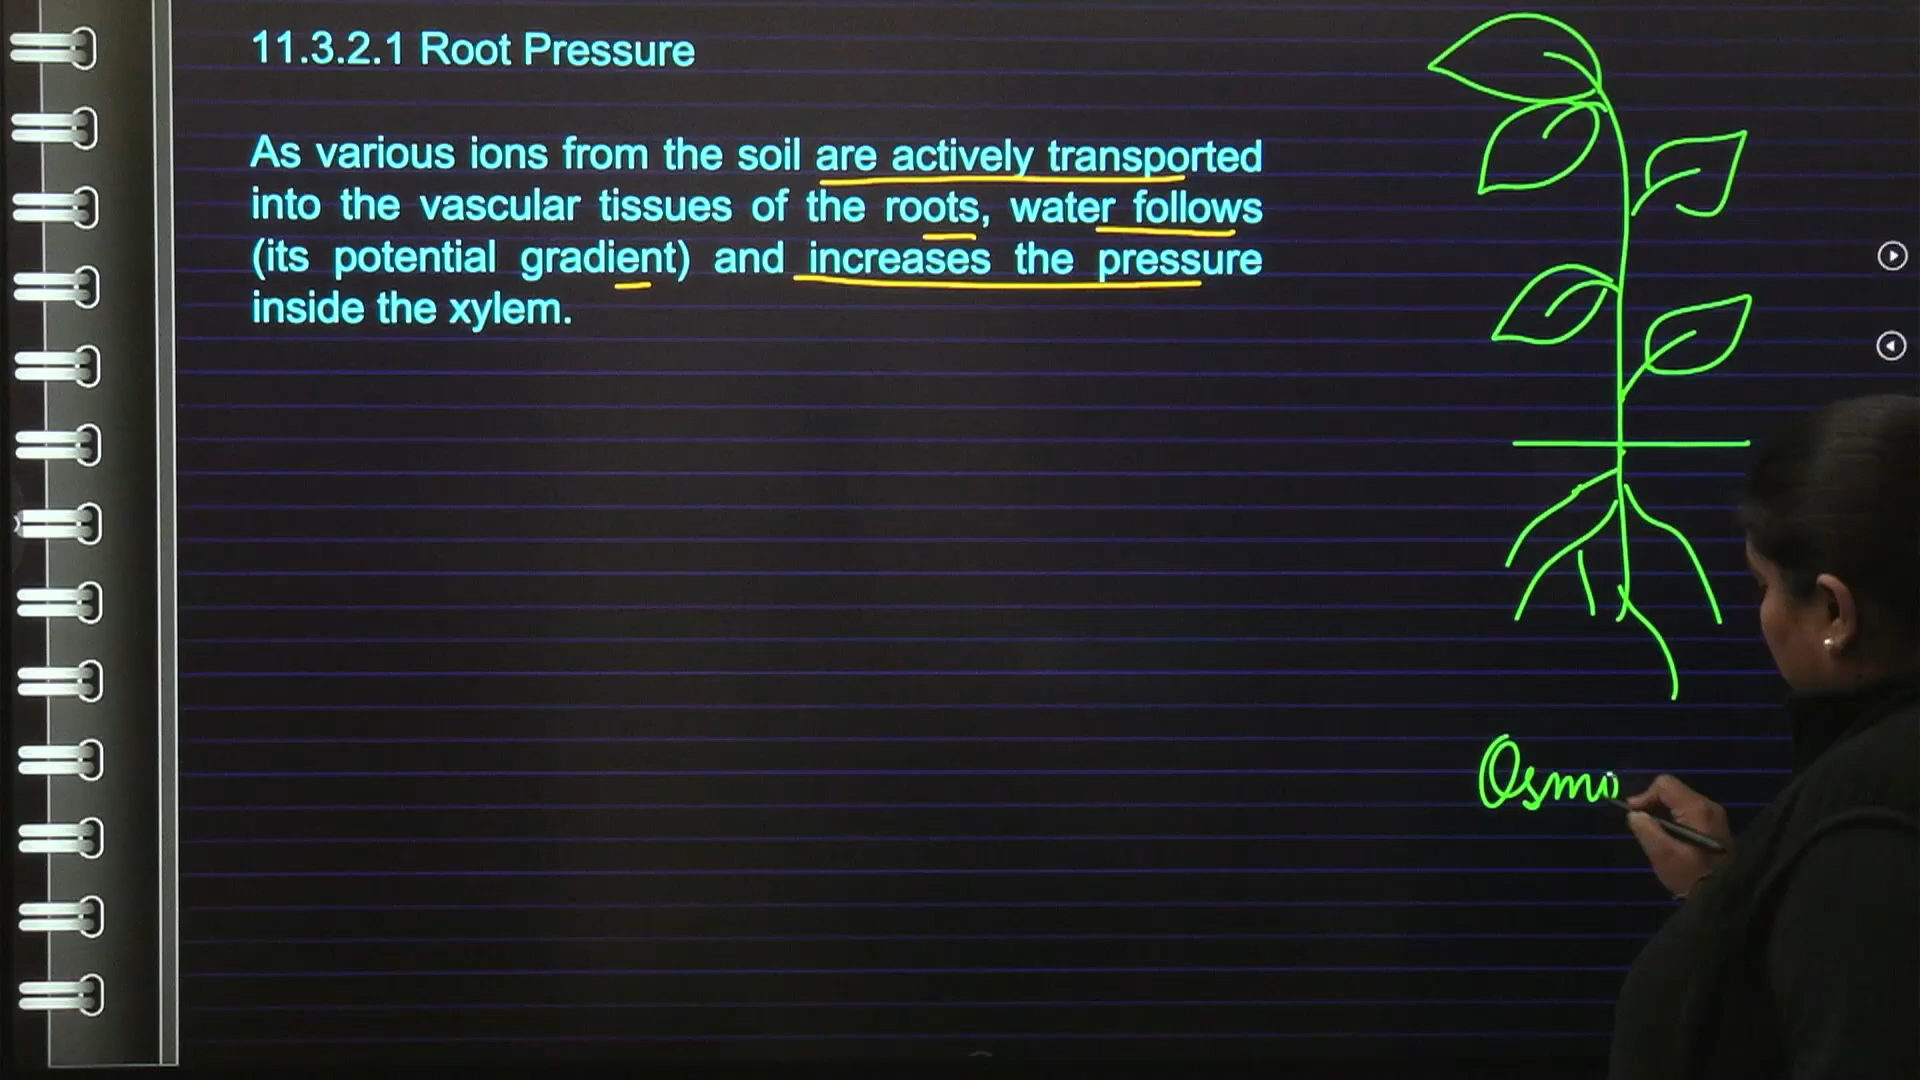 11.3.2.1 Root Pressure
As various ions from the soil are actively transported
into the vascular tissues of the roots, water follows
(its potential gradient) and increases the pressure
inside the xylem.
Osmo